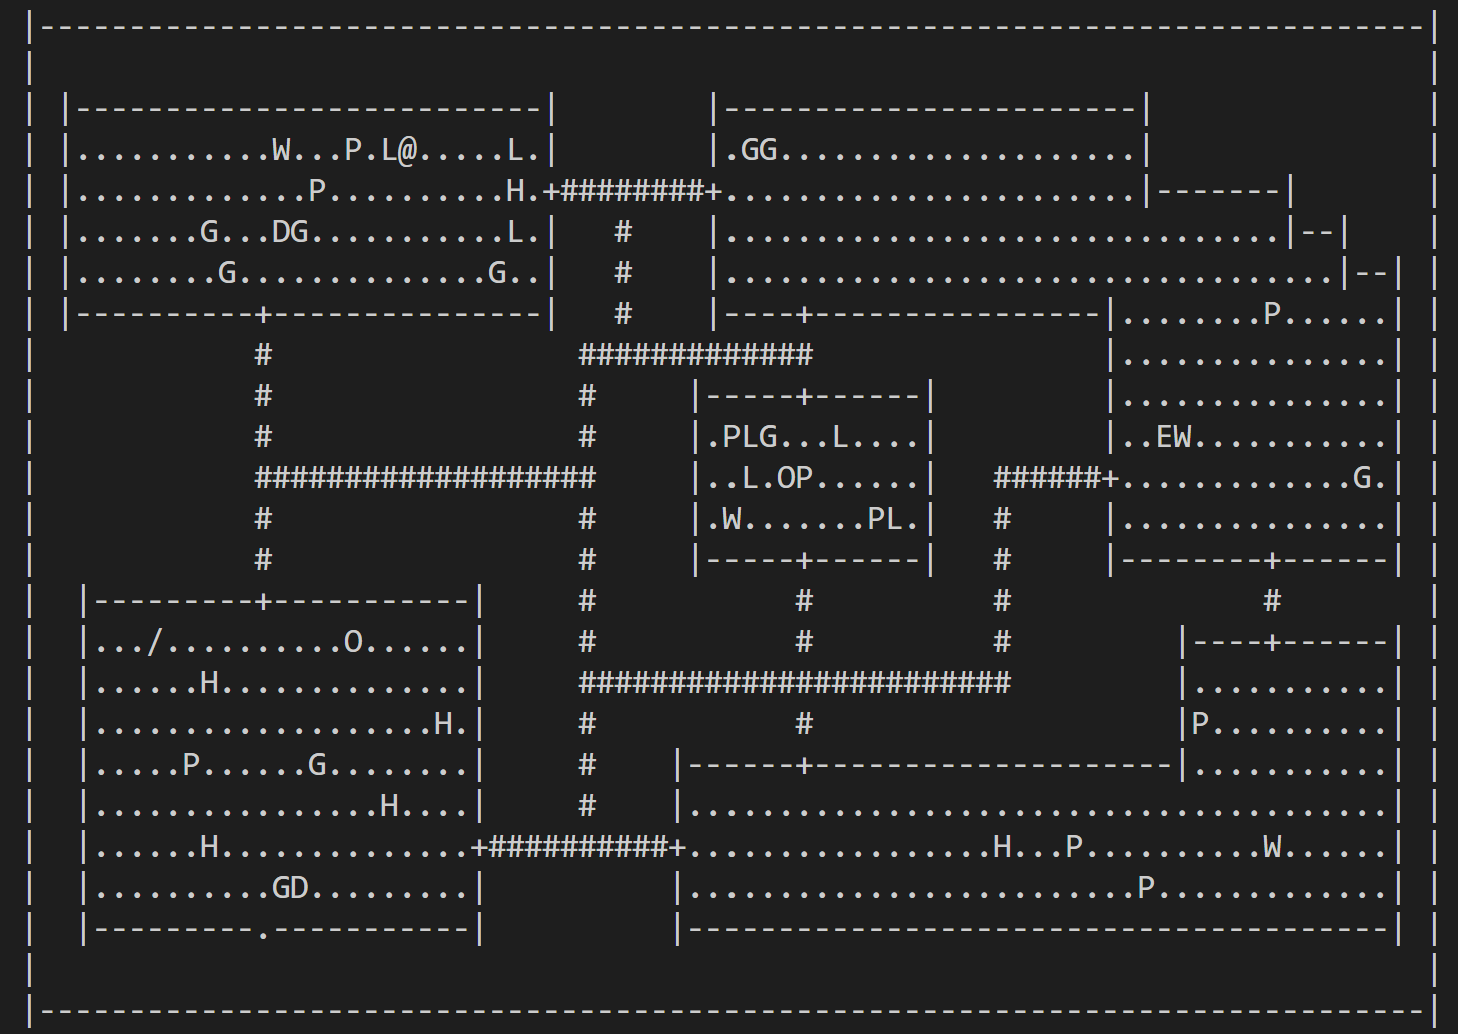 |-----------------------------------------------------------------------------|
|                                                                             |
| |--------------------------|        |-----------------------|               |
| |...........W...P.L@.....L.|        |.GG....................|               |
| |.............P..........H.+########+.......................|-------|       |
| |.......G...DG...........L.|   #    |...............................|--|    |
| |........G..............G..|   #    |..................................|--| |
| |----------+---------------|   #    |----+----------------|........P......| |
|            #                 #############                |...............| |
|            #                 #     |-----+------|         |...............| |
|            #                 #     |.PLG...L....|         |..EW...........| |
|            ###################     |..L.OP......|   ######+.............G.| |
|            #                 #     |.W.......PL.|   #     |...............| |
|            #                 #     |-----+------|   #     |--------+------| |
|  |---------+-----------|     #           #          #              #        |
|  |.../..........O......|     #           #          #         |----+------| |
|  |......H..............|     ########################         |...........| |
|  |...................H.|     #           #                    |P..........| |
|  |.....P......G........|     #    |------+--------------------|...........| |
|  |................H....|     #    |.......................................| |
|  |......H..............+##########+.................H...P..........W......| |
|  |..........GD.........|          |.........................P.............| |
|  |---------.-----------|          |---------------------------------------| |
|                                                                             |
|-----------------------------------------------------------------------------|